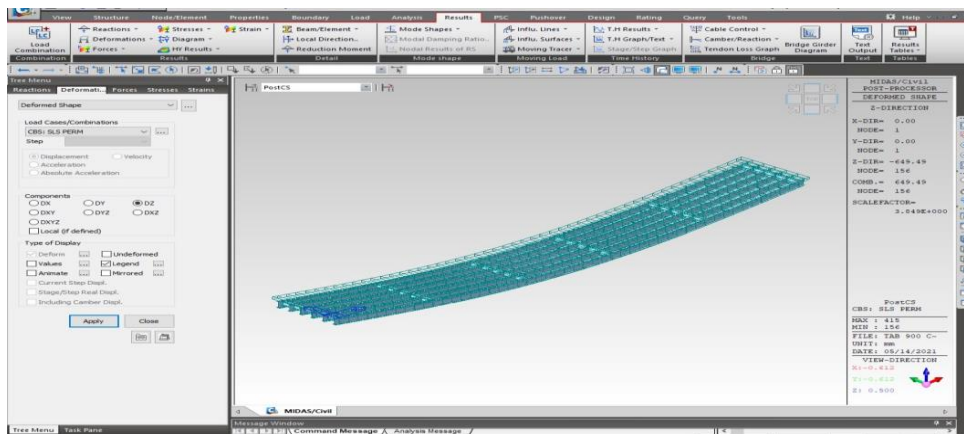 View Structure Node/Element Properties Boundary Load Analysis Results PSC Pushover Design Rating Query Tools Help
Load Combination
Reactions
Deformations
Forces
Stresses
Diagram
Hf Results
Strain
Beam/Element
Local Direction...
Reduction Moment
Mode Shapes
Modal Damping Ratio...
Nodal Results of RS
Influ. Lines
Influ. Surfaces
Moving Tracer
T.H Results
T.H Graph/Text
Stage/Step Graph
Cable Control
Camber/Reaction
Tendon Loss Graph
Bridge Girder Diagram
Text Output
Results Tables
Combination Results Detail Mode shape Moving Load Time History Bridge Text Tables
Tree Menu
Reactions Deformati... Forces Stresses Strains
Deformed Shape
Load Cases/Combinations
CBS: SLS PERM
Step
Displacement Velocity
Acceleration
Absolute Acceleration
Components
DX DY DZ
DXY DYZ DXZ
DXYZ
Local (if defined)
Type of Display
Deform Undeformed
Values Legend
Animate Mirrored
Current Step Displ.
Stage/Step Real Displ.
Including Camber Displ.
Apply Close
Tree Menu Task Pane
PostCS
MIDAS/Civil
POST-PROCESSOR
DEFORMED SHAPE
Z-DIRECTION
X-DIR= 0.00
NODE= 1
Y-DIR= 0.00
NODE= 1
Z-DIR= -649.49
NODE= 156
COMB.= 649.49
NODE= 156
SCALEFACTOR=
3.849E+000
PostCS
CBS: SLS PERM
MAX : 415
MIN : 156
FILE: TAB 900 C~
UNIT: mm
DATE: 05/14/2021
VIEW-DIRECTION
X:-0.612
Z: 0.500
MIDAS/Civil
Message Window
Command Message Analysis Message